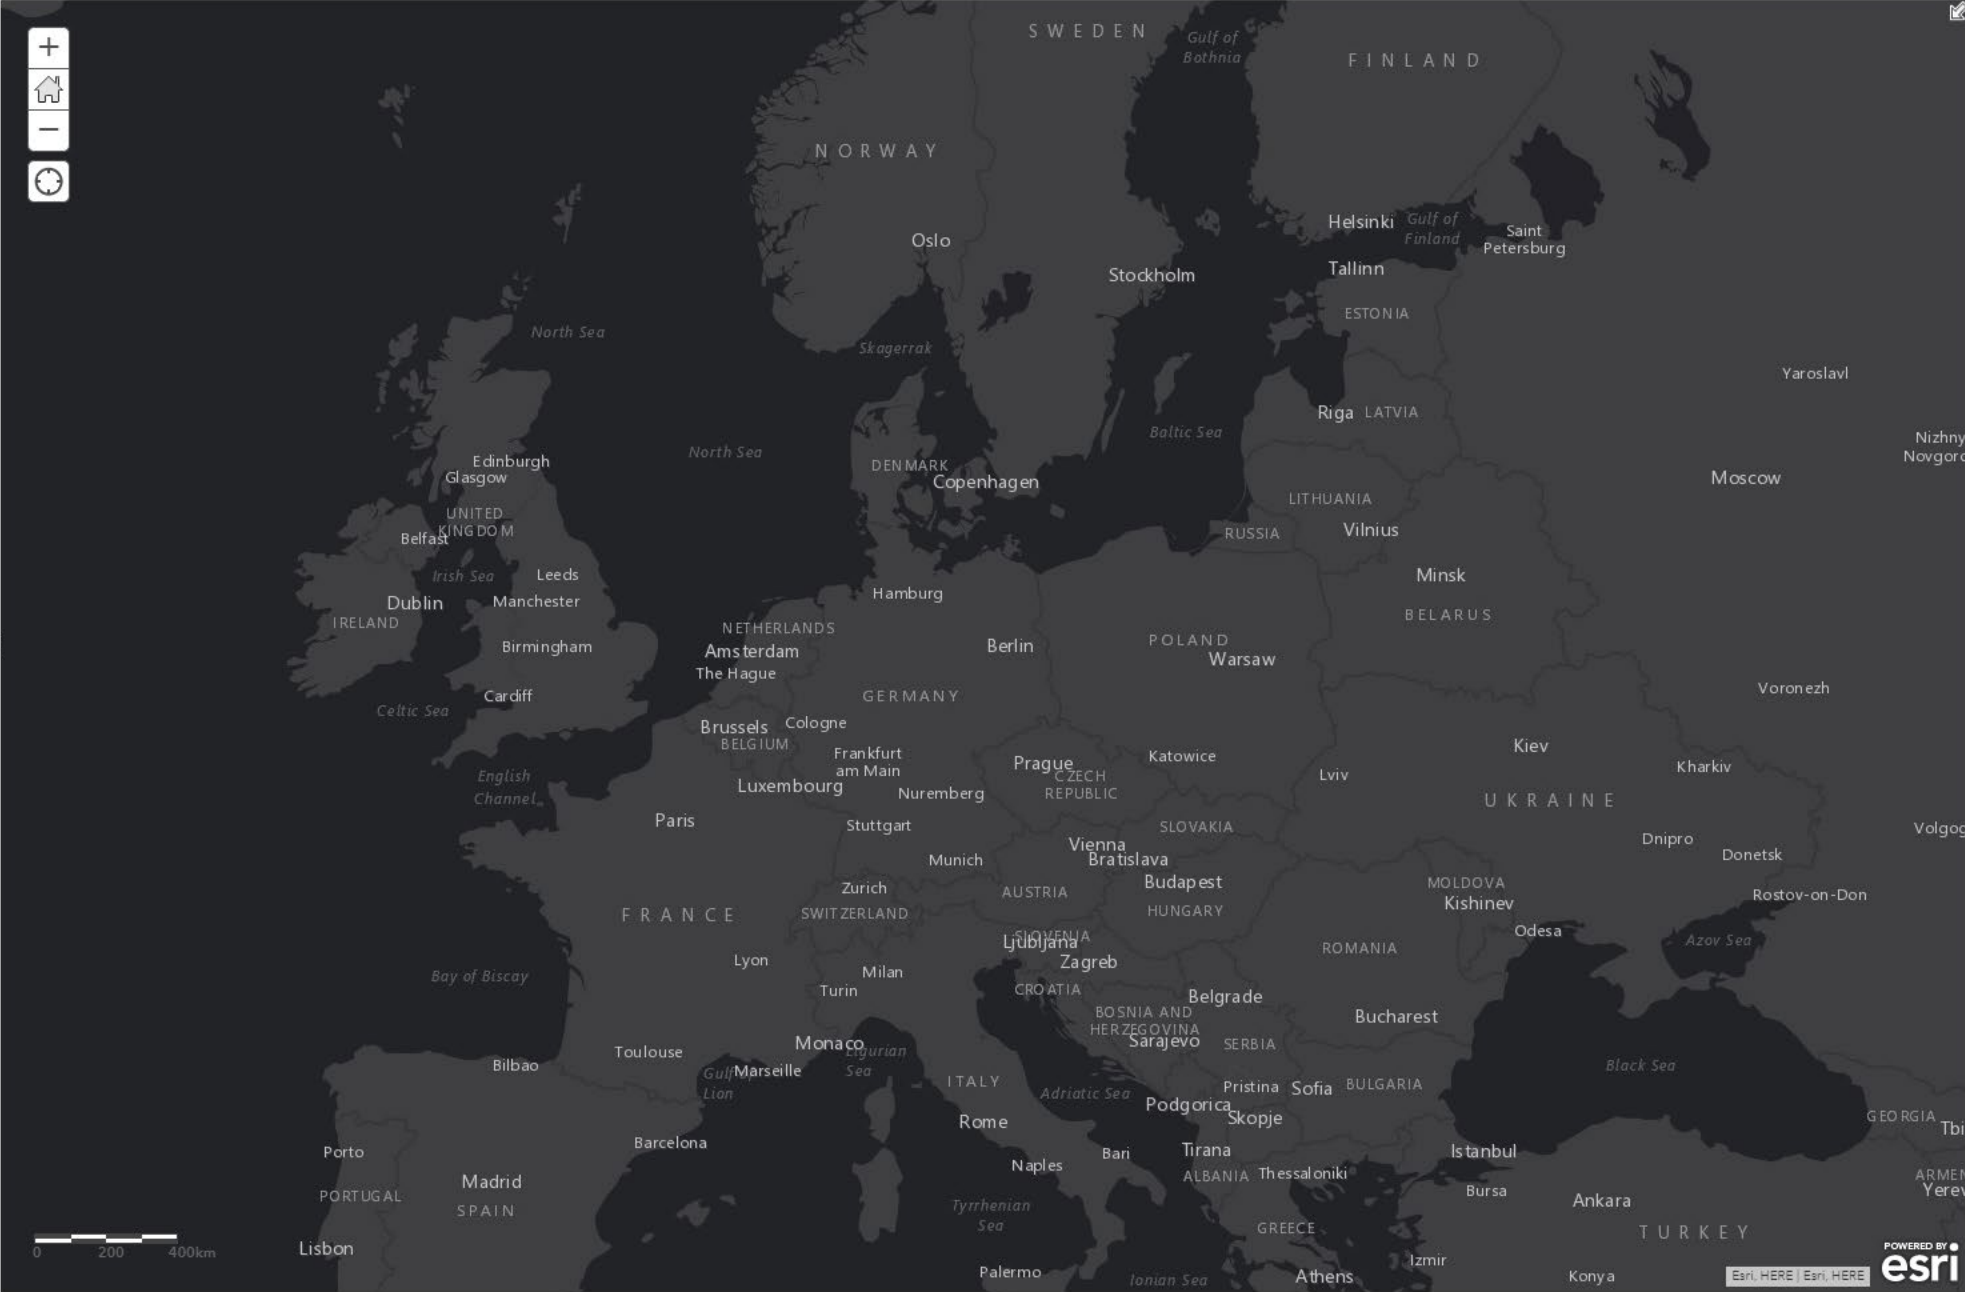 SWEDEN
Gulf of
Bothnia
FINLAND
NORWAY
Helsinki
Gulf of
Finland
Saint
Petersburg
Oslo
Stockholm
Tallinn
ESTONIA
North Sea
Skagerrak
Yaroslavl
Riga
LATVIA
Baltic Sea
Nizhny
Novgoro
North Sea
Edinburgh
Glasgow
DENMARK
Copenhagen
Moscow
LITHUANIA
UNITED
KINGDOM
Belfast
RUSSIA
Vilnius
Irish Sea
Leeds
Minsk
Dublin
Manchester
Hamburg
BELARUS
IRELAND
NETHERLANDS
Amsterdam
The Hague
Birmingham
Berlin
POLAND
Warsaw
Cardiff
GERMANY
Voronezh
Celtic Sea
Brussels
BELGIUM
Cologne
Frankfurt
am Main
Kiev
Prague
CZECH
REPUBLIC
Katowice
Lviv
Kharkiv
English
Channel
Luxembourg
Nuremberg
UKRAINE
Paris
Stuttgart
SLOVAKIA
Volgog
Dnipro
Vienna
Bratislava
Munich
Donetsk
Zurich
AUSTRIA
Budapest
MOLDOVA
Kishinev
Rostov-on-Don
FRANCE
SWITZERLAND
HUNGARY
SLOVENIA
Ljubljana
Odesa
Azov Sea
ROMANIA
Lyon
Zagreb
Bay of Biscay
Milan
Turin
CROATIA
Belgrade
BOSNIA AND
HERZEGOVINA
Sarajevo
Bucharest
SERBIA
Monaco
Ligurian
Sea
Toulouse
Bilbao
Gulf of
Lion
Marseille
Black Sea
ITALY
Adriatic Sea
Pristina
Sofia
BULGARIA
Podgorica
Skopje
GEORGIA
Tbi
Rome
Barcelona
Porto
Bari
Tirana
Istanbul
Naples
ALBANIA
Thessaloniki
Madrid
ARMEN
Yerev
Bursa
PORTUGAL
SPAIN
Tyrrhenian
Sea
Ankara
GREECE
TURKEY
Lisbon
0 200 400km
Izmir
Palermo
Ionian Sea
Athens
Konya
Esri, HERE | Esri, HERE
POWERED BY
esri